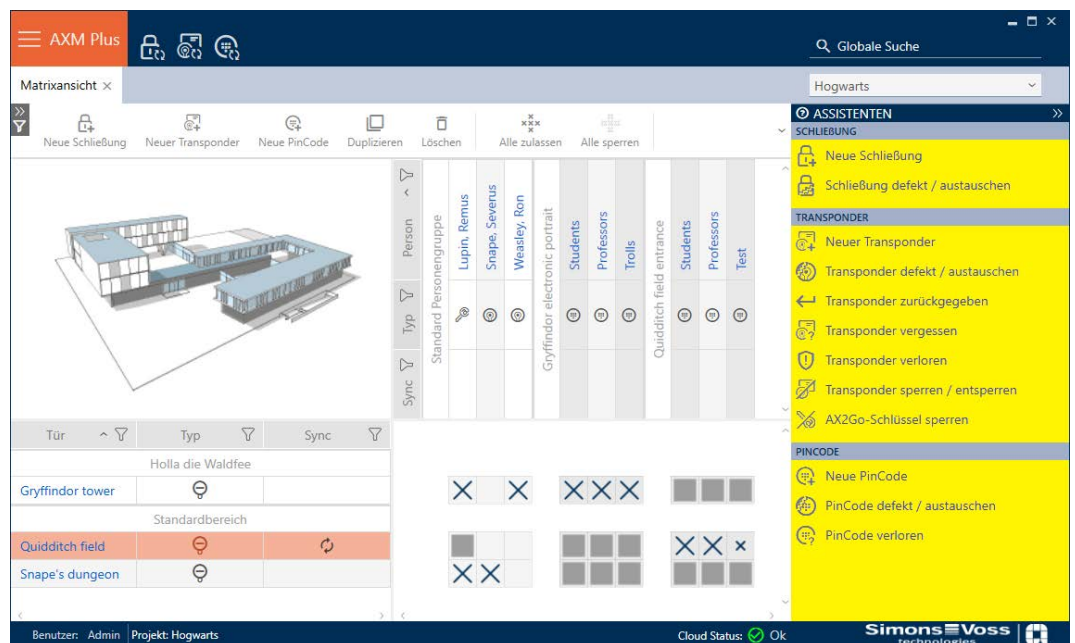 AXM Plus
Globale Suche
Matrixansicht
Hogwarts
Neue Schließung
Neuer Transponder
Neue PinCode
Duplizieren
Löschen
Alle zulassen
Alle sperren
ASSISTENTEN
SCHLIEßUNG
Neue Schließung
Schließung defekt / austauschen
TRANSPONDER
Neuer Transponder
Transponder defekt / austauschen
Transponder zurückgegeben
Transponder vergessen
Transponder verloren
Transponder sperren / entsperren
AX2Go-Schlüssel sperren
PINCODE
Neue PinCode
PinCode defekt / austauschen
PinCode verloren
Person
Typ
Sync
Standard Personengruppe
Lupin, Remus
Snape, Severus
Weasley, Ron
Gryffindor electronic portrait
Students
Professors
Trolls
Quidditch field entrance
Students
Professors
Test
Tür
Typ
Sync
Holla die Waldfee
Gryffindor tower
Standardbereich
Quidditch field
Snape's dungeon
Benutzer: Admin
Projekt: Hogwarts
Cloud Status: Ok
Simons Voss
technologies